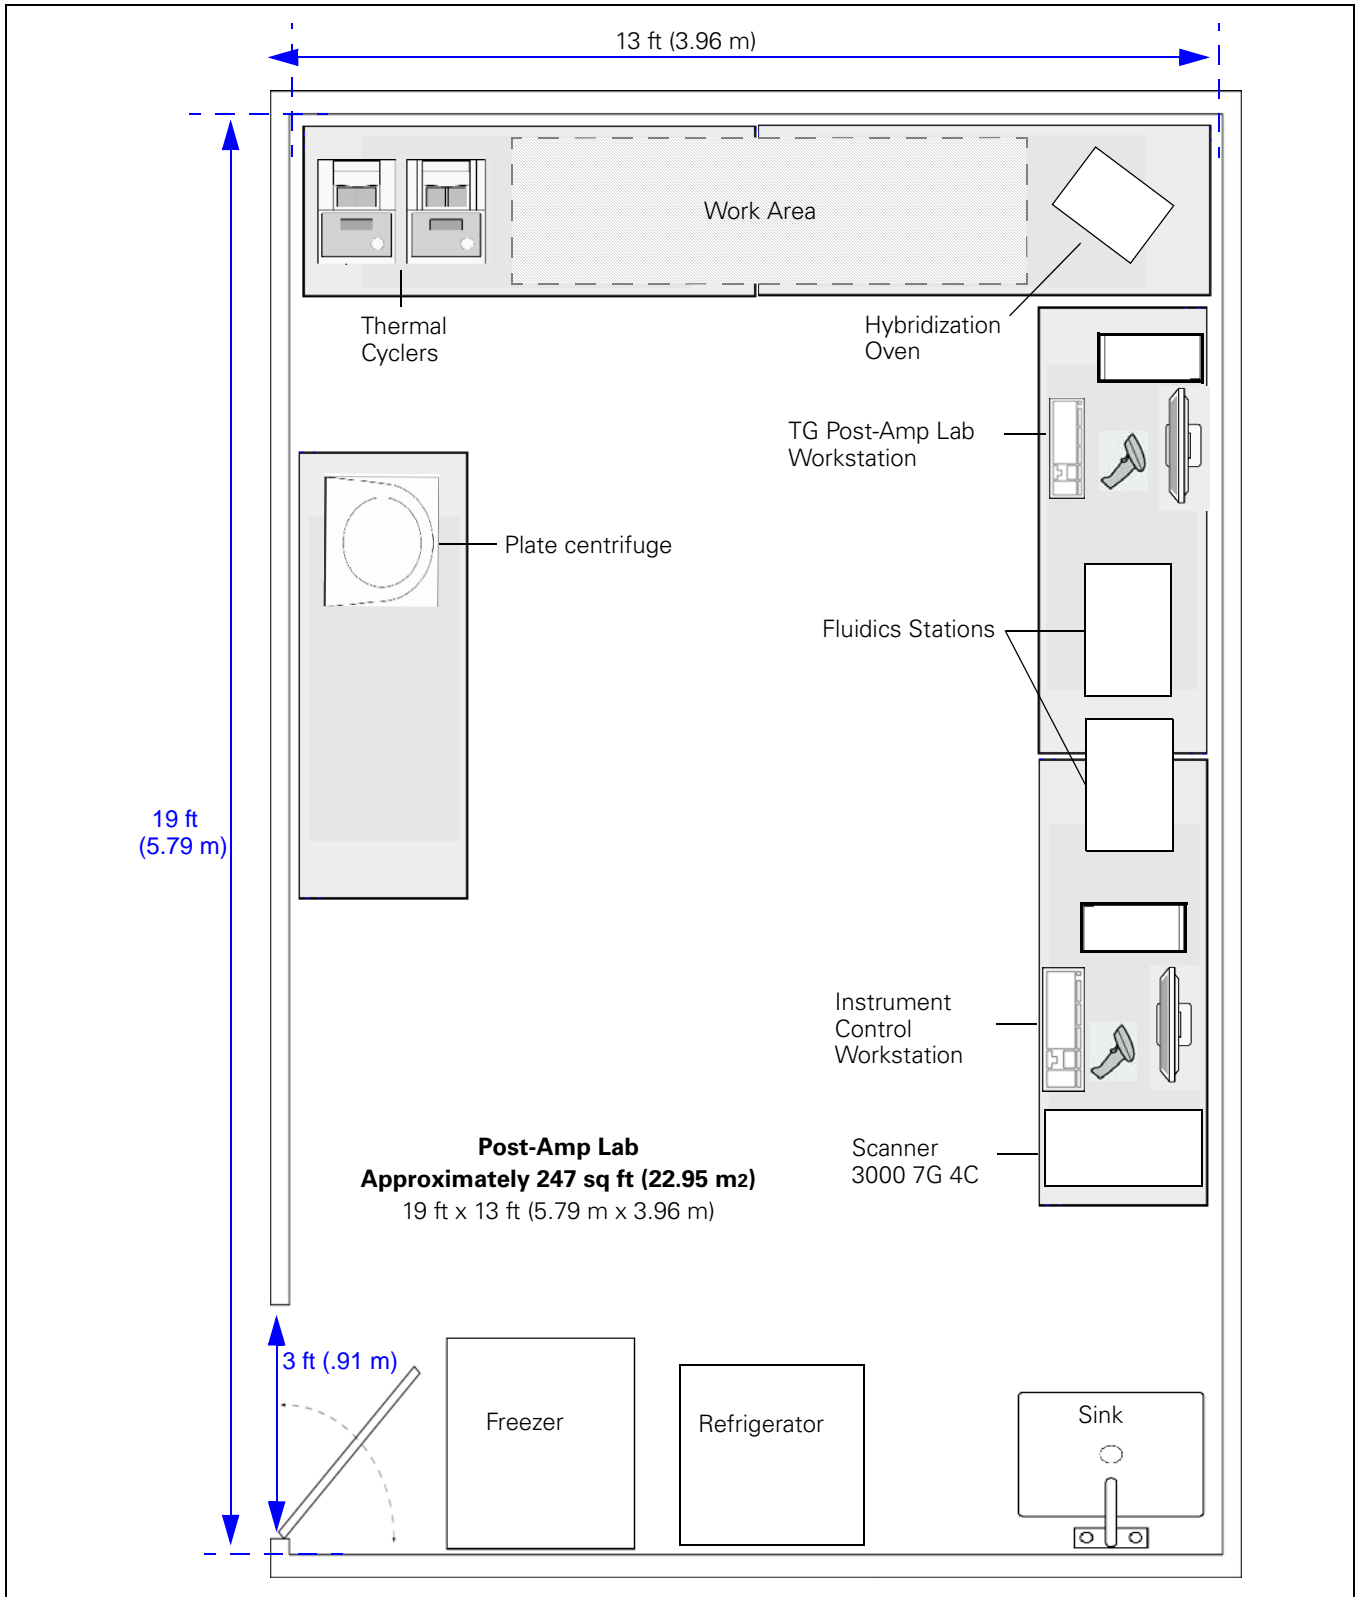 13 ft (3.96 m)
Work Area
Thermal
Cyclers
Hybridization
Oven
TG Post-Amp Lab
Workstation
Plate centrifuge
Fluidics Stations
19 ft
(5.79 m)
Instrument
Control
Workstation
Post-Amp Lab
Approximately 247 sq ft (22.95 m2)
19 ft x 13 ft (5.79 m x 3.96 m)
Scanner
3000 7G 4C
3 ft (.91 m)
Freezer
Refrigerator
Sink